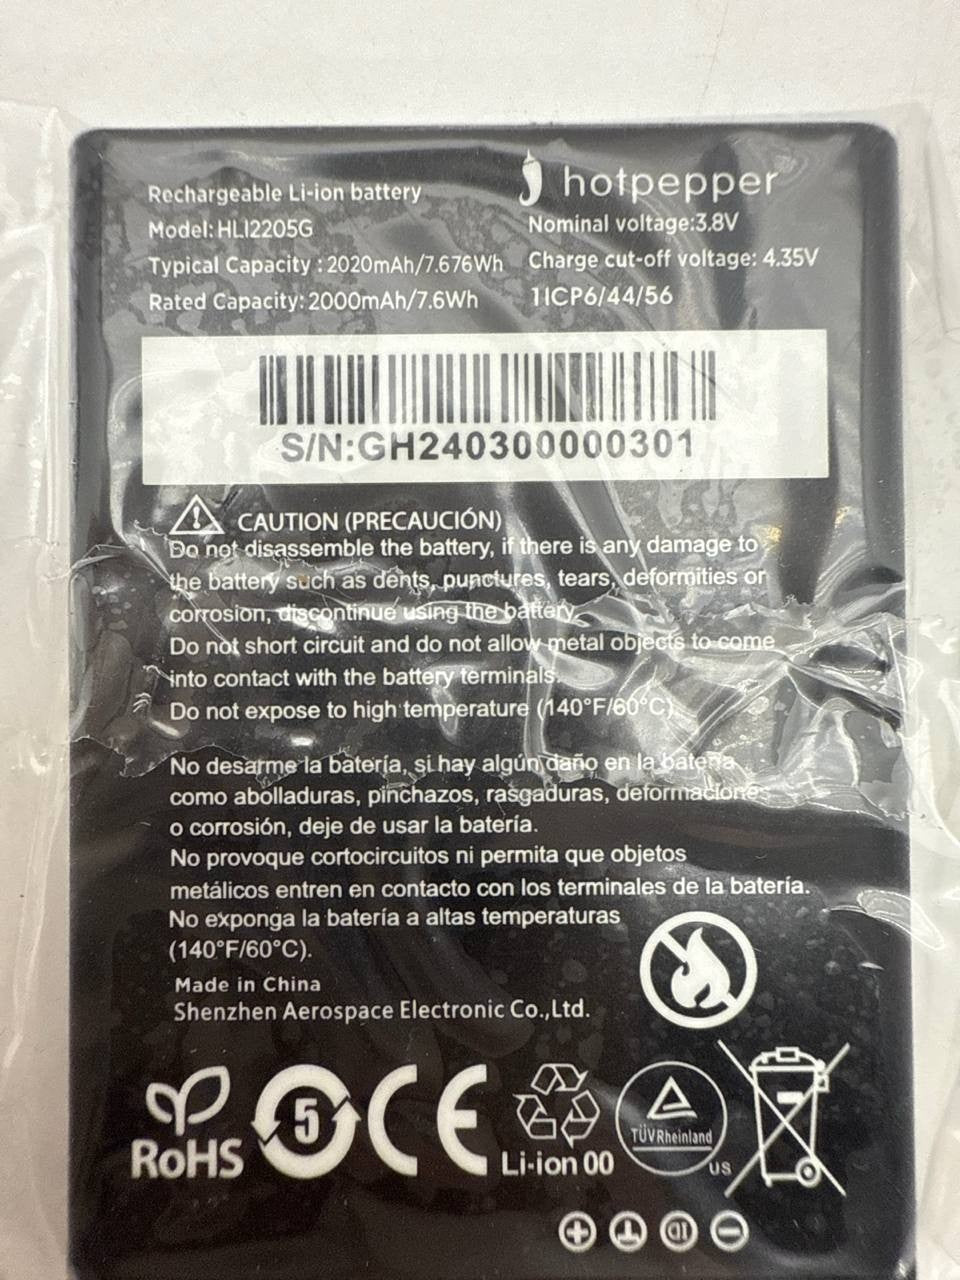 hotpepper
Rechargeable Li-ion battery
Model: HLI2205G
Typical Capacity : 2020mAh/7.676Wh
Rated Capacity: 2000mAh/7.6Wh
Nominal voltage:3.8V
Charge cut-off voltage: 4.35V
1ICP6/44/56
S/N:GH240300000301
CAUTION (PRECAUCIÓN)
Do not disassemble the battery, if there is any damage to
the battery such as dents, punctures, tears, deformities or
corrosion, discontinue using the battery.
Do not short circuit and do not allow metal objects to come
into contact with the battery terminals.
Do not expose to high temperature (140°F/60°C).
No desarme la batería, si hay algún daño en la batería
como abolladuras, pinchazos, rasgaduras, deformaciones
o corrosión, deje de usar la batería.
No provoque cortocircuitos ni permita que objetos
metálicos entren en contacto con los terminales de la batería.
No exponga la batería a altas temperaturas
(140°F/60°C).
Made in China
Shenzhen Aerospace Electronic Co.,Ltd.
RoHS
5
CE
Li-ion 00
TÜVRheinland
US
+ T ID −